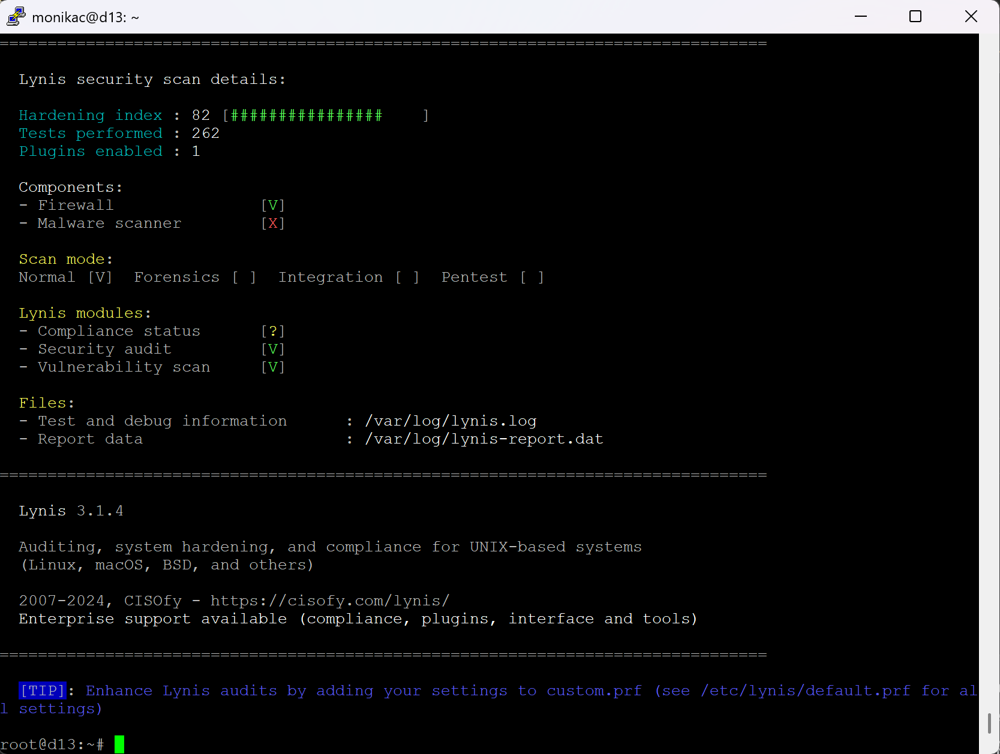 monikac@d13: ~
================================================================================
Lynis security scan details:
Hardening index : 82 [################    ]
Tests performed : 262
Plugins enabled : 1
Components:
- Firewall               [V]
- Malware scanner        [X]
Scan mode:
Normal [V]  Forensics [ ]  Integration [ ]  Pentest [ ]
Lynis modules:
- Compliance status      [?]
- Security audit         [V]
- Vulnerability scan     [V]
Files:
- Test and debug information      : /var/log/lynis.log
- Report data                     : /var/log/lynis-report.dat
================================================================================
Lynis 3.1.4
Auditing, system hardening, and compliance for UNIX-based systems
(Linux, macOS, BSD, and others)
2007-2024, CISOfy - https://cisofy.com/lynis/
Enterprise support available (compliance, plugins, interface and tools)
================================================================================
[TIP]: Enhance Lynis audits by adding your settings to custom.prf (see /etc/lynis/default.prf for al
l settings)
root@d13:~#